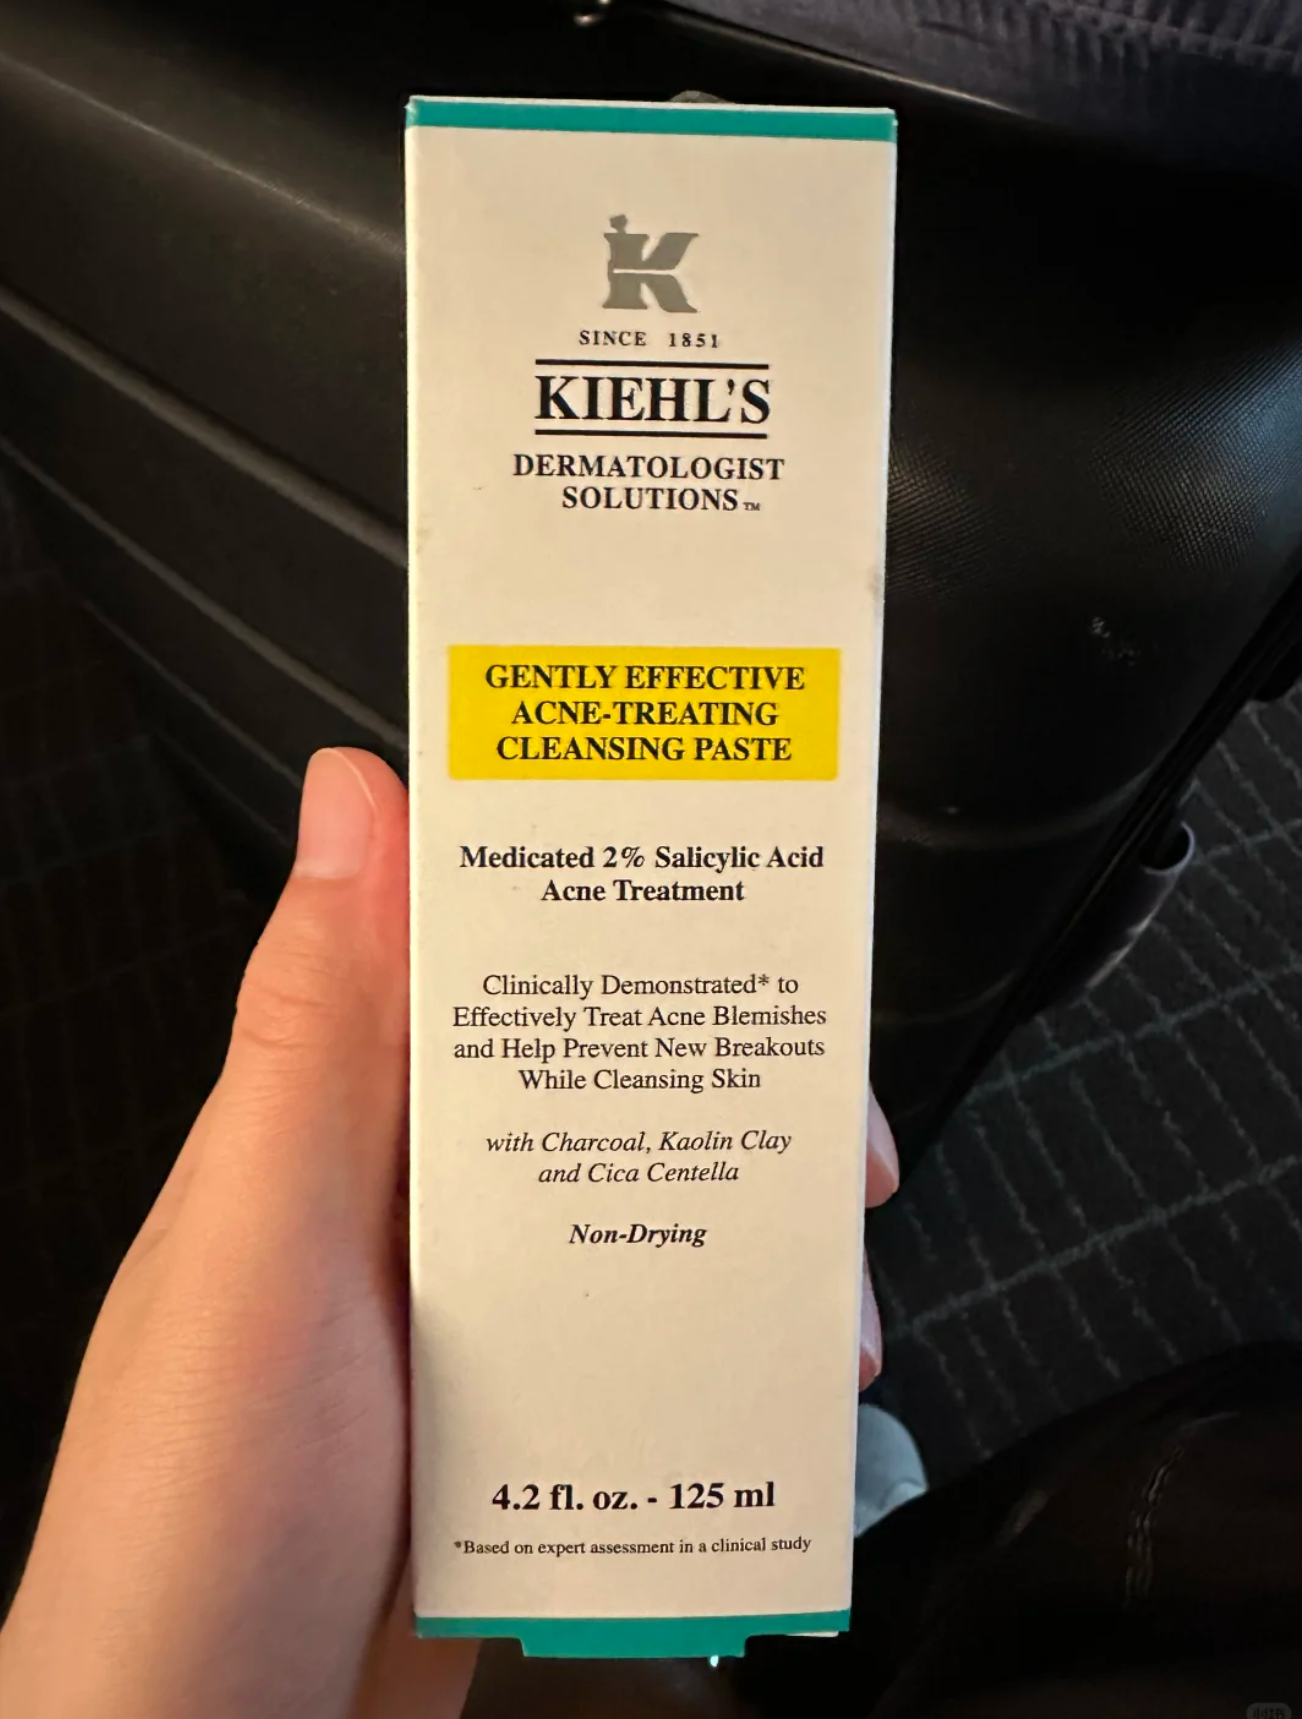 K
SINCE 1851
KIEHL'S
DERMATOLOGIST
SOLUTIONS™
GENTLY EFFECTIVE
ACNE-TREATING
CLEANSING PASTE
Medicated 2% Salicylic Acid
Acne Treatment
Clinically Demonstrated* to
Effectively Treat Acne Blemishes
and Help Prevent New Breakouts
While Cleansing Skin
with Charcoal, Kaolin Clay
and Cica Centella
Non-Drying
4.2 fl. oz. - 125 ml
*Based on expert assessment in a clinical study